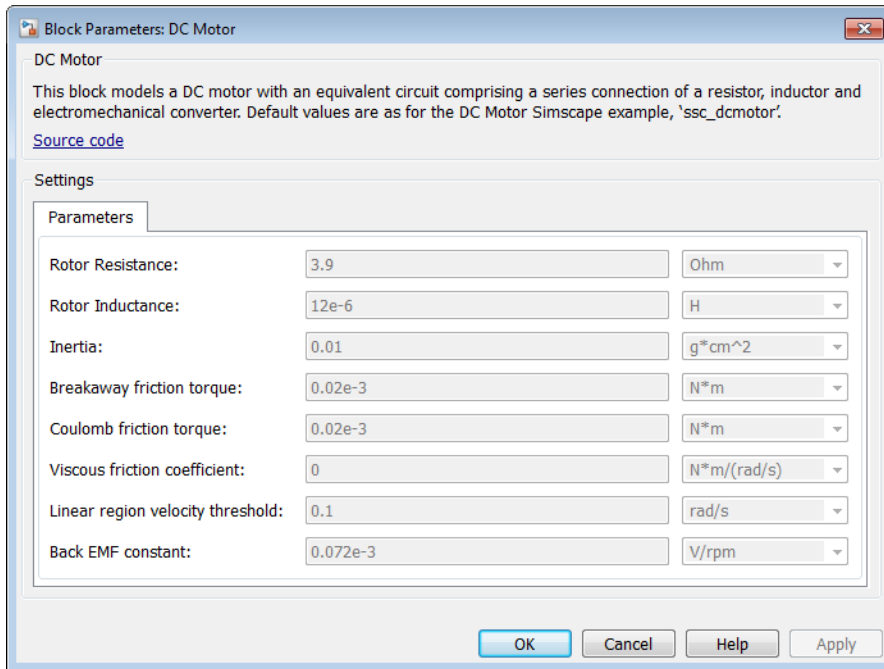 Block Parameters: DC Motor
DC Motor
This block models a DC motor with an equivalent circuit comprising a series connection of a resistor, inductor and
electromechanical converter. Default values are as for the DC Motor Simscape example, ‘ssc_dcmotor’.
Source code
Settings
Parameters
Rotor Resistance: 3.9 Ohm
Rotor Inductance: 12e-6 H
Inertia: 0.01 g*cm^2
Breakaway friction torque: 0.02e-3 N*m
Coulomb friction torque: 0.02e-3 N*m
Viscous friction coefficient: 0 N*m/(rad/s)
Linear region velocity threshold: 0.1 rad/s
Back EMF constant: 0.072e-3 V/rpm
OK Cancel Help Apply